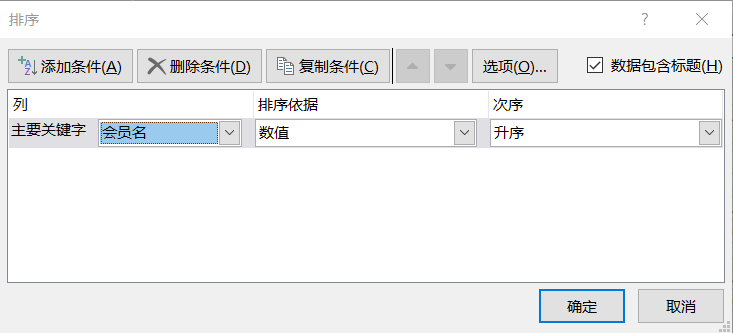 排序
添加条件(A) 删除条件(D) 复制条件(C) 选项(O)... 数据包含标题(H)
列 排序依据 次序
主要关键字 会员名 数值 升序
确定 取消